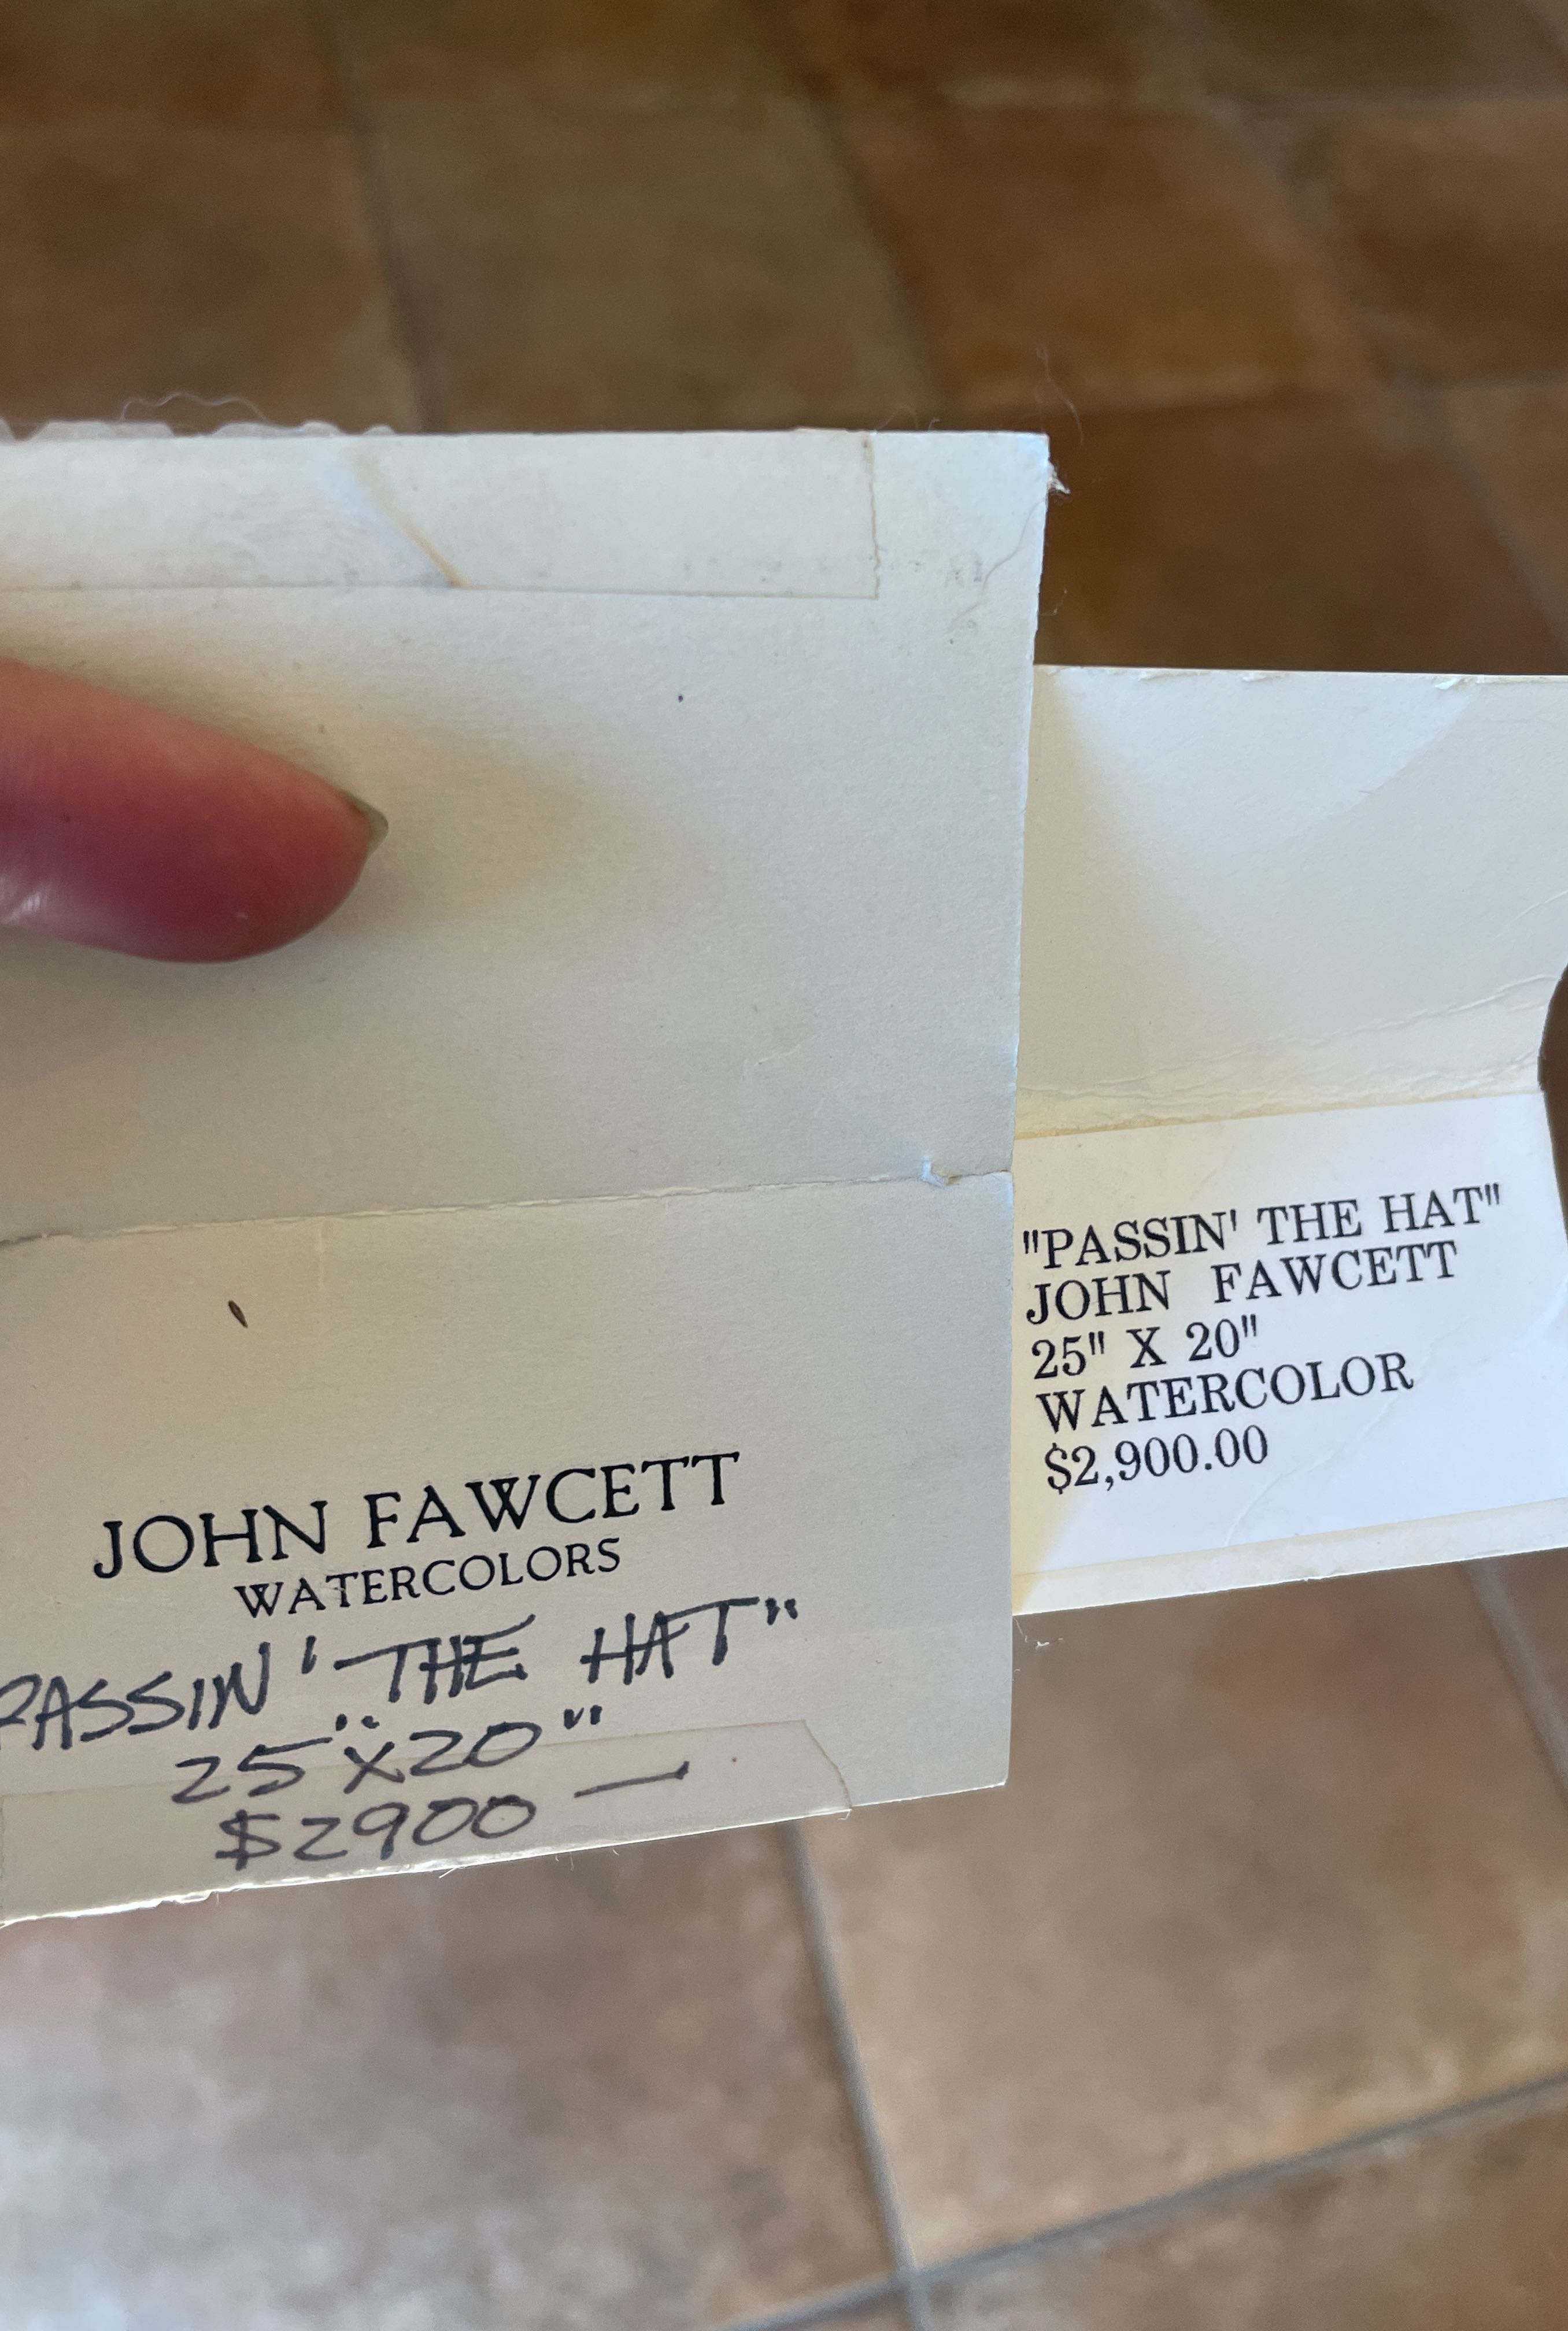 JOHN FAWCETT
WATERCOLORS
PASSIN' THE HAT"
25"X20"
$2900 —
"PASSIN' THE HAT"
JOHN FAWCETT
25" X 20"
WATERCOLOR
$2,900.00